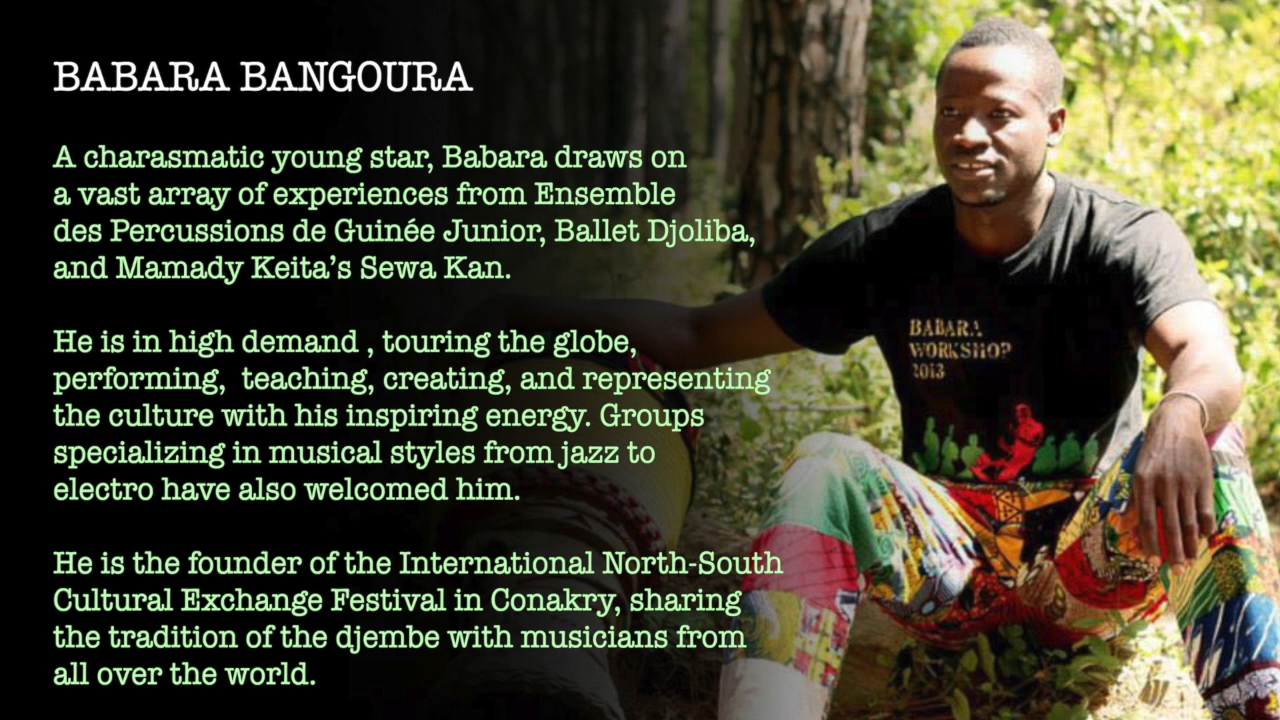 BABARA BANGOURA
A charasmatic young star, Babara draws on
a vast array of experiences from Ensemble
des Percussions de Guinée Junior, Ballet Djoliba,
and Mamady Keita’s Sewa Kan.
He is in high demand , touring the globe,
performing,  teaching, creating, and representing
the culture with his inspiring energy. Groups
specializing in musical styles from jazz to
electro have also welcomed him.
He is the founder of the International North-South
Cultural Exchange Festival in Conakry, sharing
the tradition of the djembe with musicians from
all over the world.
BABARA
WORKSHOP
2013